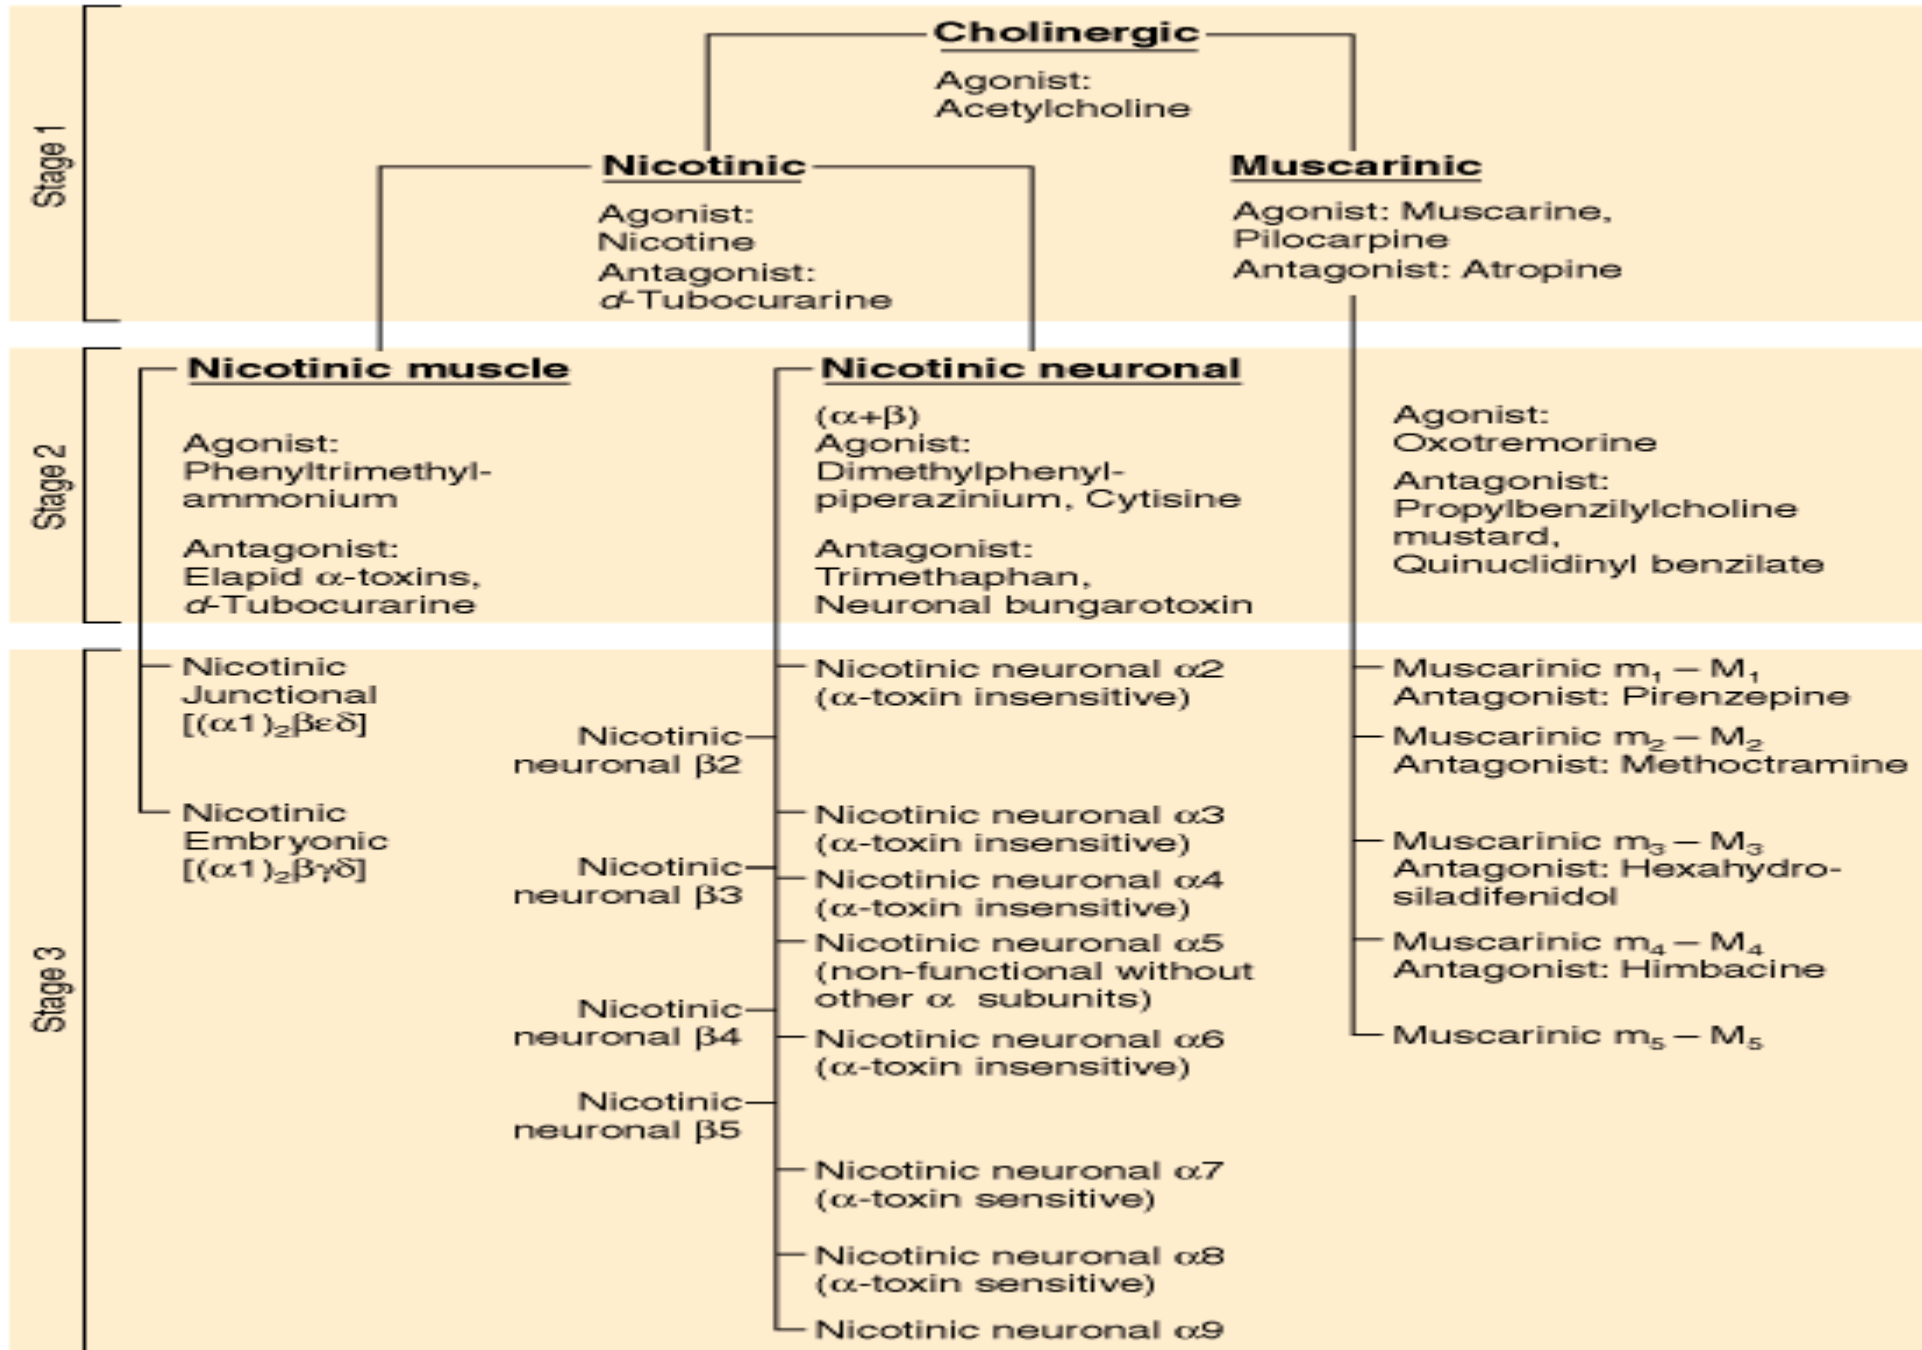 Stage 1
Cholinergic
Agonist:
Acetylcholine
Nicotinic
Agonist:
Nicotine
Antagonist:
d-Tubocurarine
Muscarinic
Agonist: Muscarine,
Pilocarpine
Antagonist: Atropine
Stage 2
Nicotinic muscle
Agonist:
Phenyltrimethyl-
ammonium
Antagonist:
Elapid α-toxins,
d-Tubocurarine
Nicotinic neuronal
(α+β)
Agonist:
Dimethylphenyl-
piperazinium, Cytisine
Antagonist:
Trimethaphan,
Neuronal bungarotoxin
Agonist:
Oxotremorine
Antagonist:
Propylbenzilylcholine
mustard,
Quinuclidinyl benzilate
Stage 3
Nicotinic
Junctional
[(α1)₂βεδ]
Nicotinic
Embryonic
[(α1)₂βγδ]
Nicotinic
neuronal β2
Nicotinic
neuronal β3
Nicotinic
neuronal β4
Nicotinic
neuronal β5
Nicotinic neuronal α2
(α-toxin insensitive)
Nicotinic neuronal α3
(α-toxin insensitive)
Nicotinic neuronal α4
(α-toxin insensitive)
Nicotinic neuronal α5
(non-functional without
other α subunits)
Nicotinic neuronal α6
(α-toxin insensitive)
Nicotinic neuronal α7
(α-toxin sensitive)
Nicotinic neuronal α8
(α-toxin sensitive)
Nicotinic neuronal α9
Muscarinic m₁ – M₁
Antagonist: Pirenzepine
Muscarinic m₂ – M₂
Antagonist: Methoctramine
Muscarinic m₃ – M₃
Antagonist: Hexahydro-
siladifenidol
Muscarinic m₄ – M₄
Antagonist: Himbacine
Muscarinic m₅ – M₅